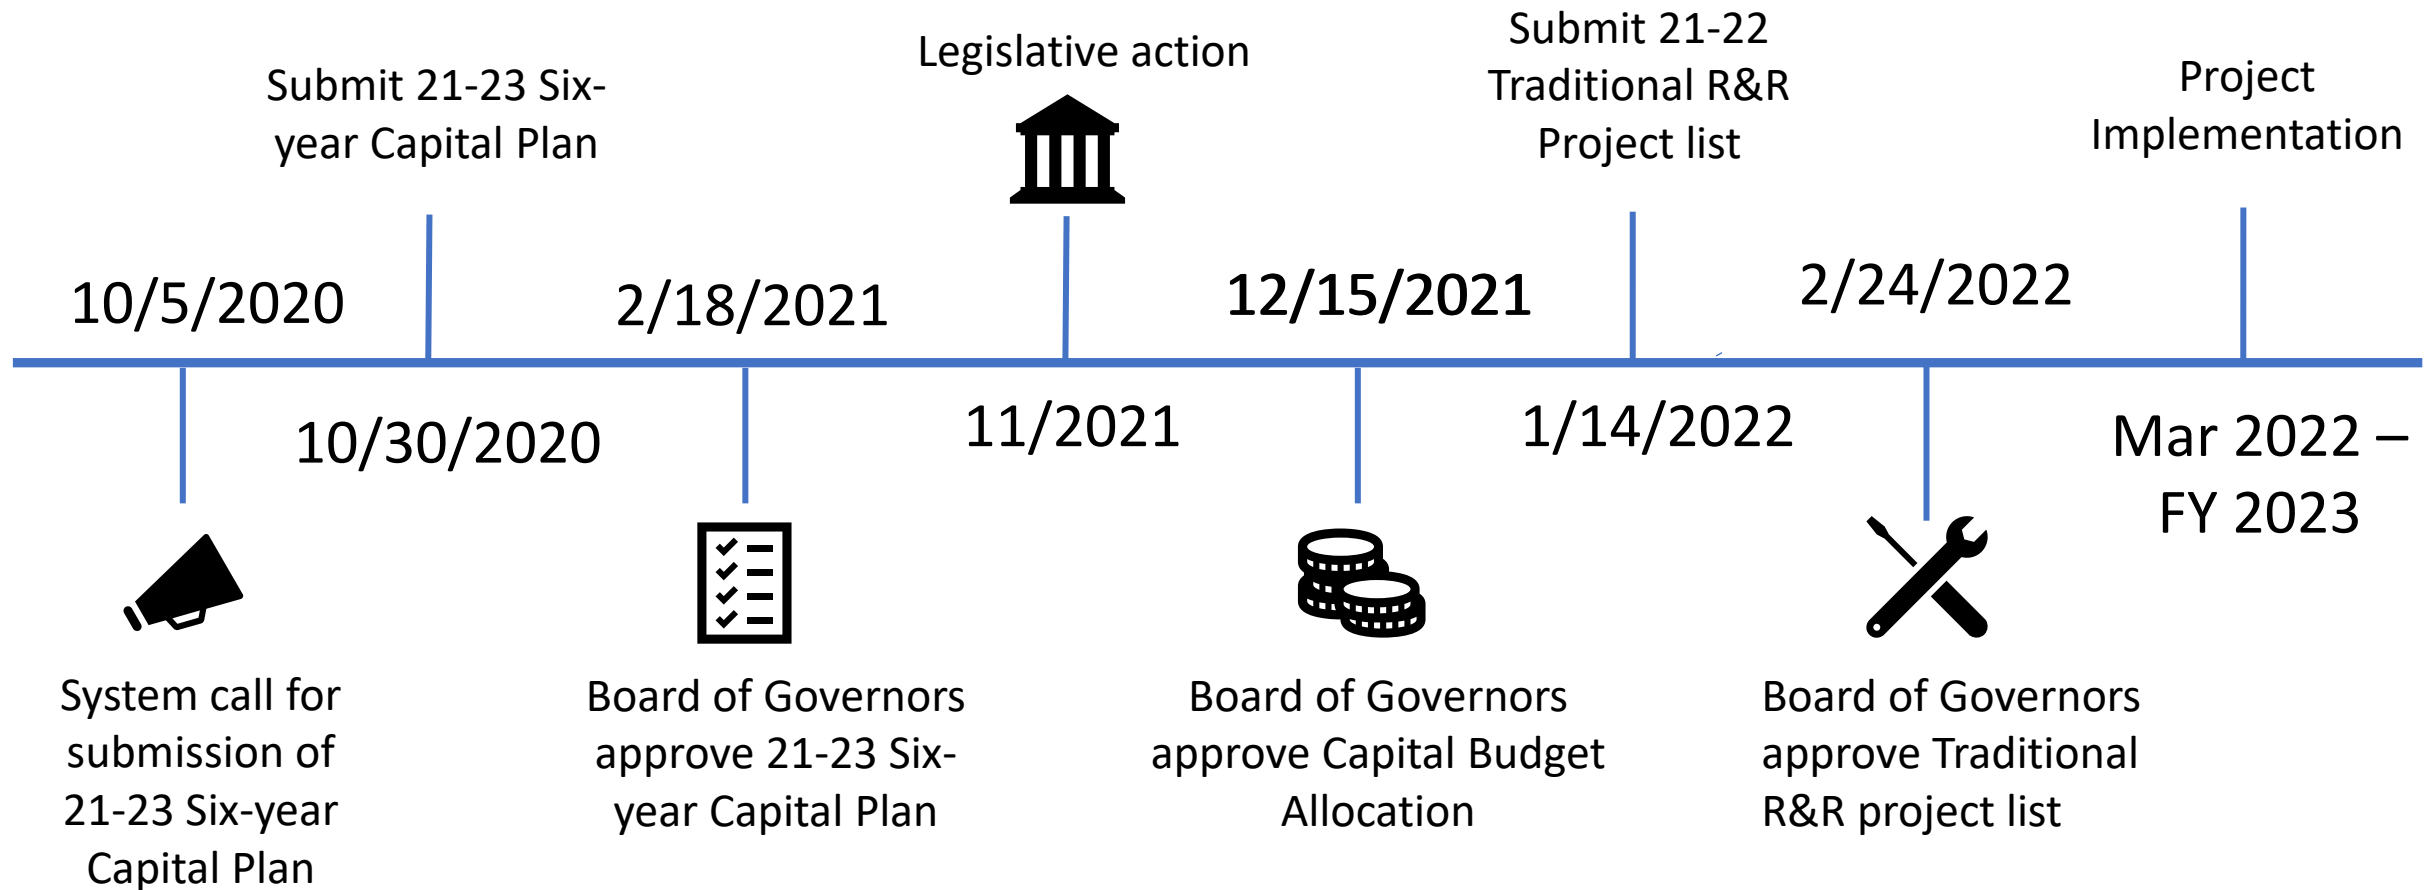 10/5/2020
System call for
submission of
21-23 Six-year
Capital Plan
Submit 21-23 Six-
year Capital Plan
10/30/2020
2/18/2021
Board of Governors
approve 21-23 Six-
year Capital Plan
Legislative action
11/2021
12/15/2021
Board of Governors
approve Capital Budget
Allocation
Submit 21-22
Traditional R&R
Project list
1/14/2022
2/24/2022
Board of Governors
approve Traditional
R&R project list
Project
Implementation
Mar 2022 –
FY 2023